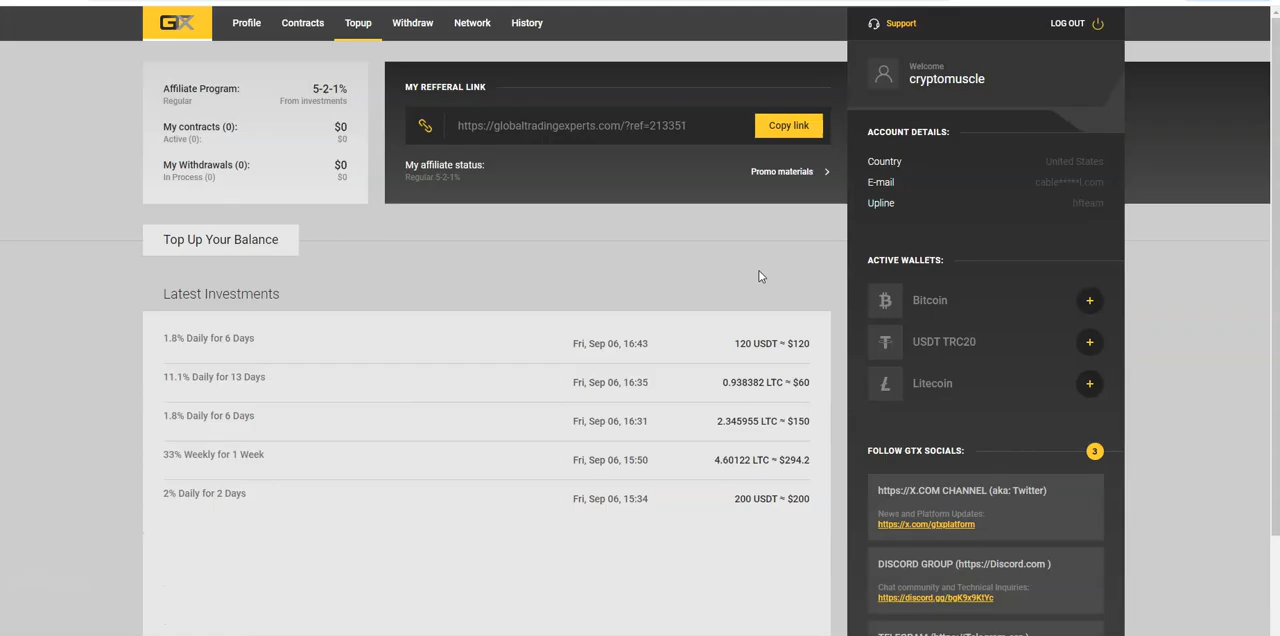 GTX
Profile
Contracts
Topup
Withdraw
Network
History
Support
LOG OUT
Affiliate Program:
5-2-1%
Regular
From investments
My contracts (0):
$0
Active (0):
$0
My Withdrawals (0):
$0
In Process (0)
$0
MY REFFERAL LINK
https://globaltradingexperts.com/?ref=213351
Copy link
My affiliate status:
Regular 5-2-1%
Promo materials
Welcome
cryptomuscle
ACCOUNT DETAILS:
Country
United States
E-mail
cable*****l.com
Upline
hfteam
Top Up Your Balance
Latest Investments
1.8% Daily for 6 Days
Fri, Sep 06, 16:43
120 USDT ≈ $120
11.1% Daily for 13 Days
Fri, Sep 06, 16:35
0.938382 LTC ≈ $60
1.8% Daily for 6 Days
Fri, Sep 06, 16:31
2.345955 LTC ≈ $150
33% Weekly for 1 Week
Fri, Sep 06, 15:50
4.60122 LTC ≈ $294.2
2% Daily for 2 Days
Fri, Sep 06, 15:34
200 USDT ≈ $200
ACTIVE WALLETS:
Bitcoin
+
USDT TRC20
+
Litecoin
+
FOLLOW GTX SOCIALS:
3
https://X.COM CHANNEL (aka: Twitter)
News and Platform Updates:
https://x.com/gtxplatform
DISCORD GROUP (https://Discord.com )
Chat community and Technical Inquiries: